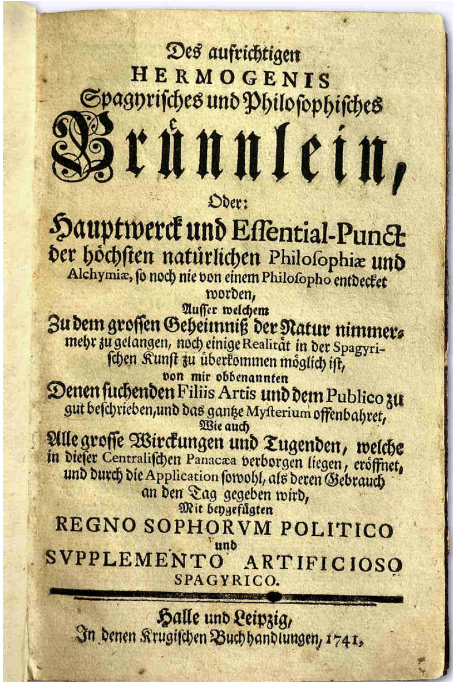 Des aufrichtigen
HERMOGENIS
Spagyrisches und Philosophisches
Brůnnlein,
Oder:
Hauptwerck und Essential-Punct
der höchsten natürlichen Philosophiæ und
Alchymiæ, so noch nie von einem Philosopho entdecket
worden,
Ausser welchem
Zu dem grossen Geheimniß der Natur nimmer-
mehr zu gelangen, noch einige Realität in der Spagyri-
schen Kunst zu überkommen möglich ist,
von mir obbenannten
Denen suchenden Filiis Artis und dem Publico zu
gut beschrieben, und das gantze Mysterium offenbahret,
Wie auch
Alle grosse Wirckungen und Tugenden, welche
in dieser Centralischen Panacæa verborgen liegen, eröffnet,
und durch die Application sowohl, als deren Gebrauch
an den Tag gegeben wird,
Mit beygefügten
REGNO SOPHORVM POLITICO
und
SVPPLEMENTO ARTIFICIOSO
SPAGYRICO.
Halle und Leipzig,
In denen Krugischen Buchhandlungen, 1741,